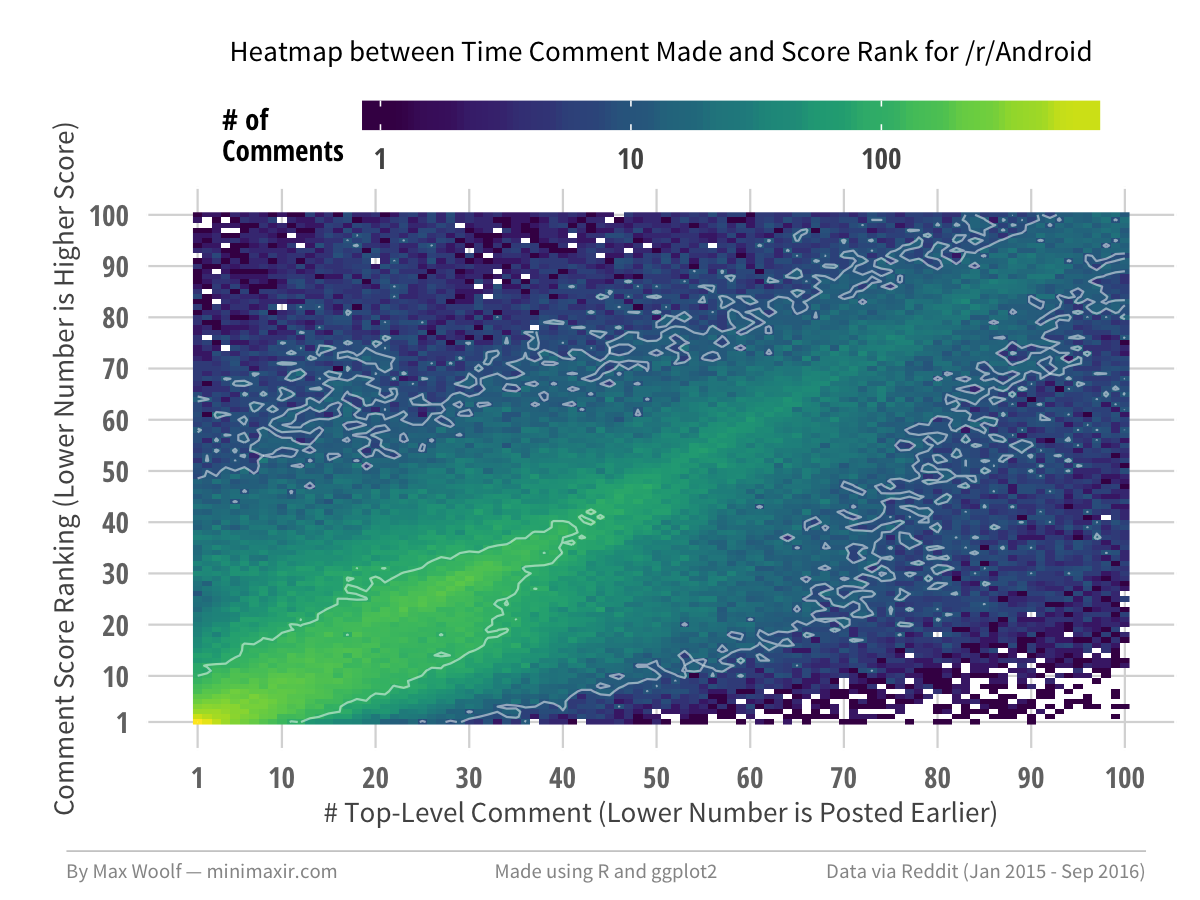 Heatmap between Time Comment Made and Score Rank for /r/Android
# of
Comments
1 10 100
Comment Score Ranking (Lower Number is Higher Score)
100
90
80
70
60
50
40
30
20
10
1
1 10 20 30 40 50 60 70 80 90 100
# Top-Level Comment (Lower Number is Posted Earlier)
By Max Woolf — minimaxir.com Made using R and ggplot2 Data via Reddit (Jan 2015 - Sep 2016)